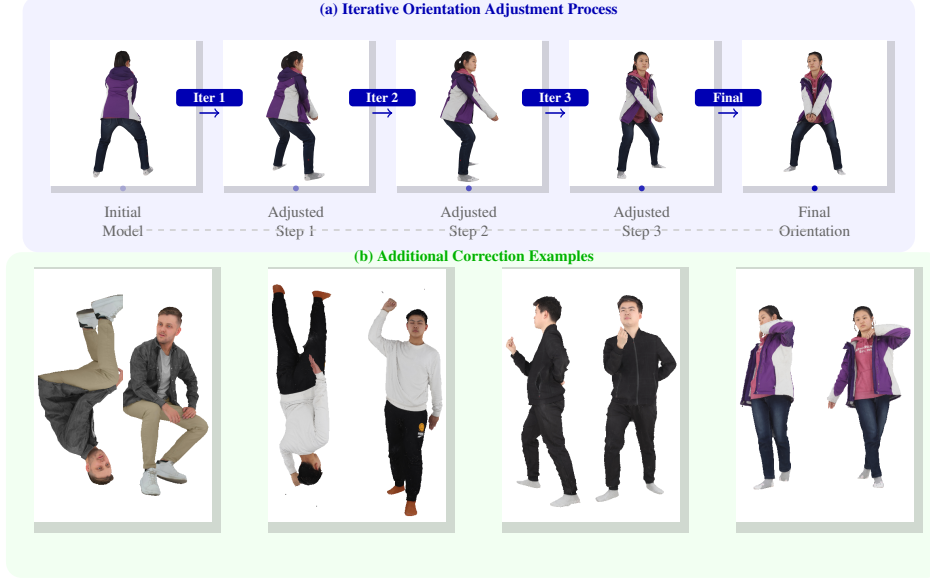 (a) Iterative Orientation Adjustment Process
Iter 1
Iter 2
Iter 3
Final
Initial
Model
Adjusted
Step 1
Adjusted
Step 2
Adjusted
Step 3
Final
Orientation
(b) Additional Correction Examples